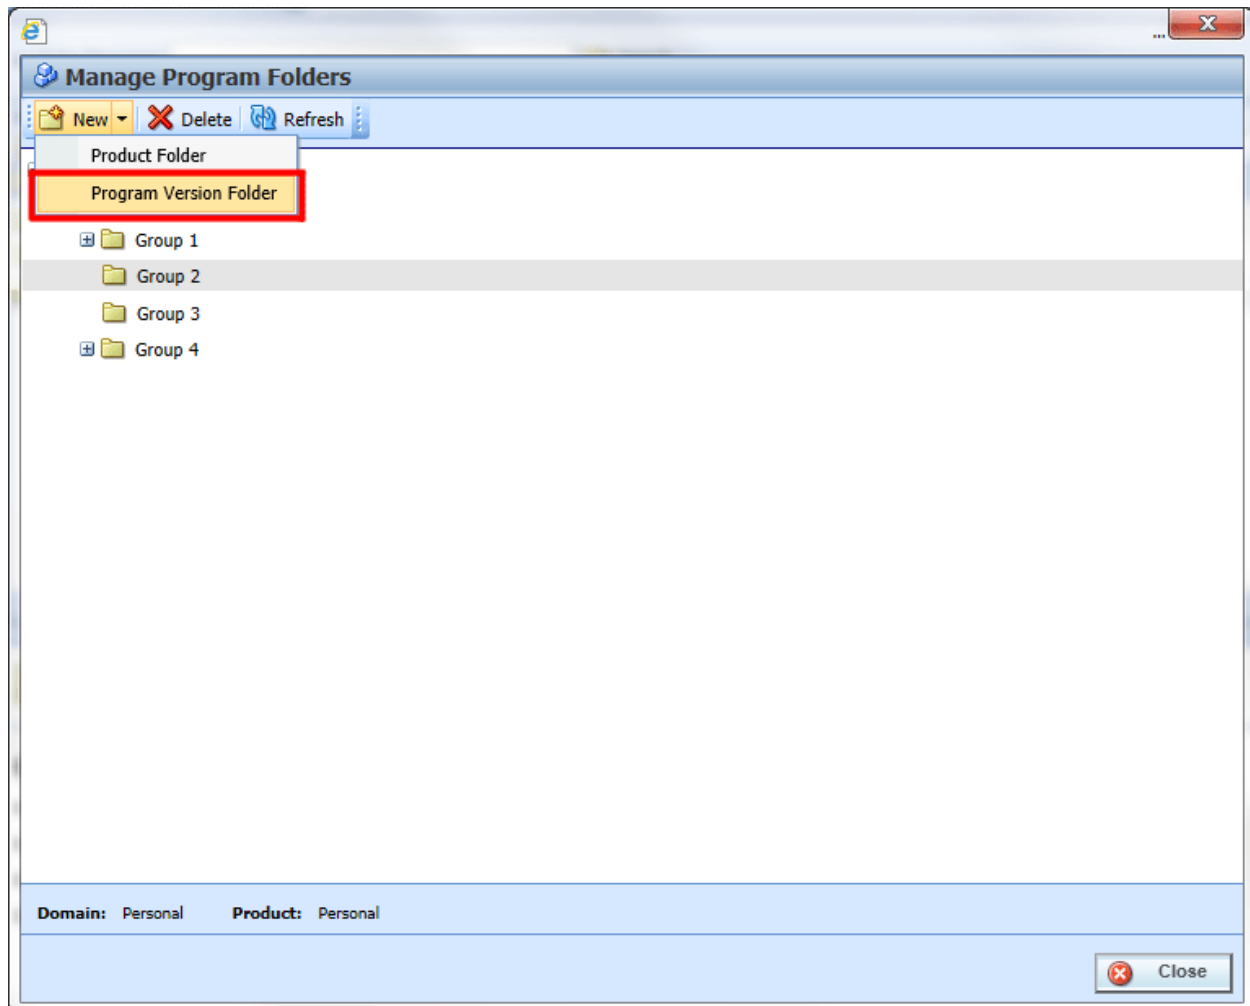 ...
X
Manage Program Folders
New Delete Refresh
Product Folder
Program Version Folder
Group 1
Group 2
Group 3
Group 4
Domain: Personal Product: Personal
Close